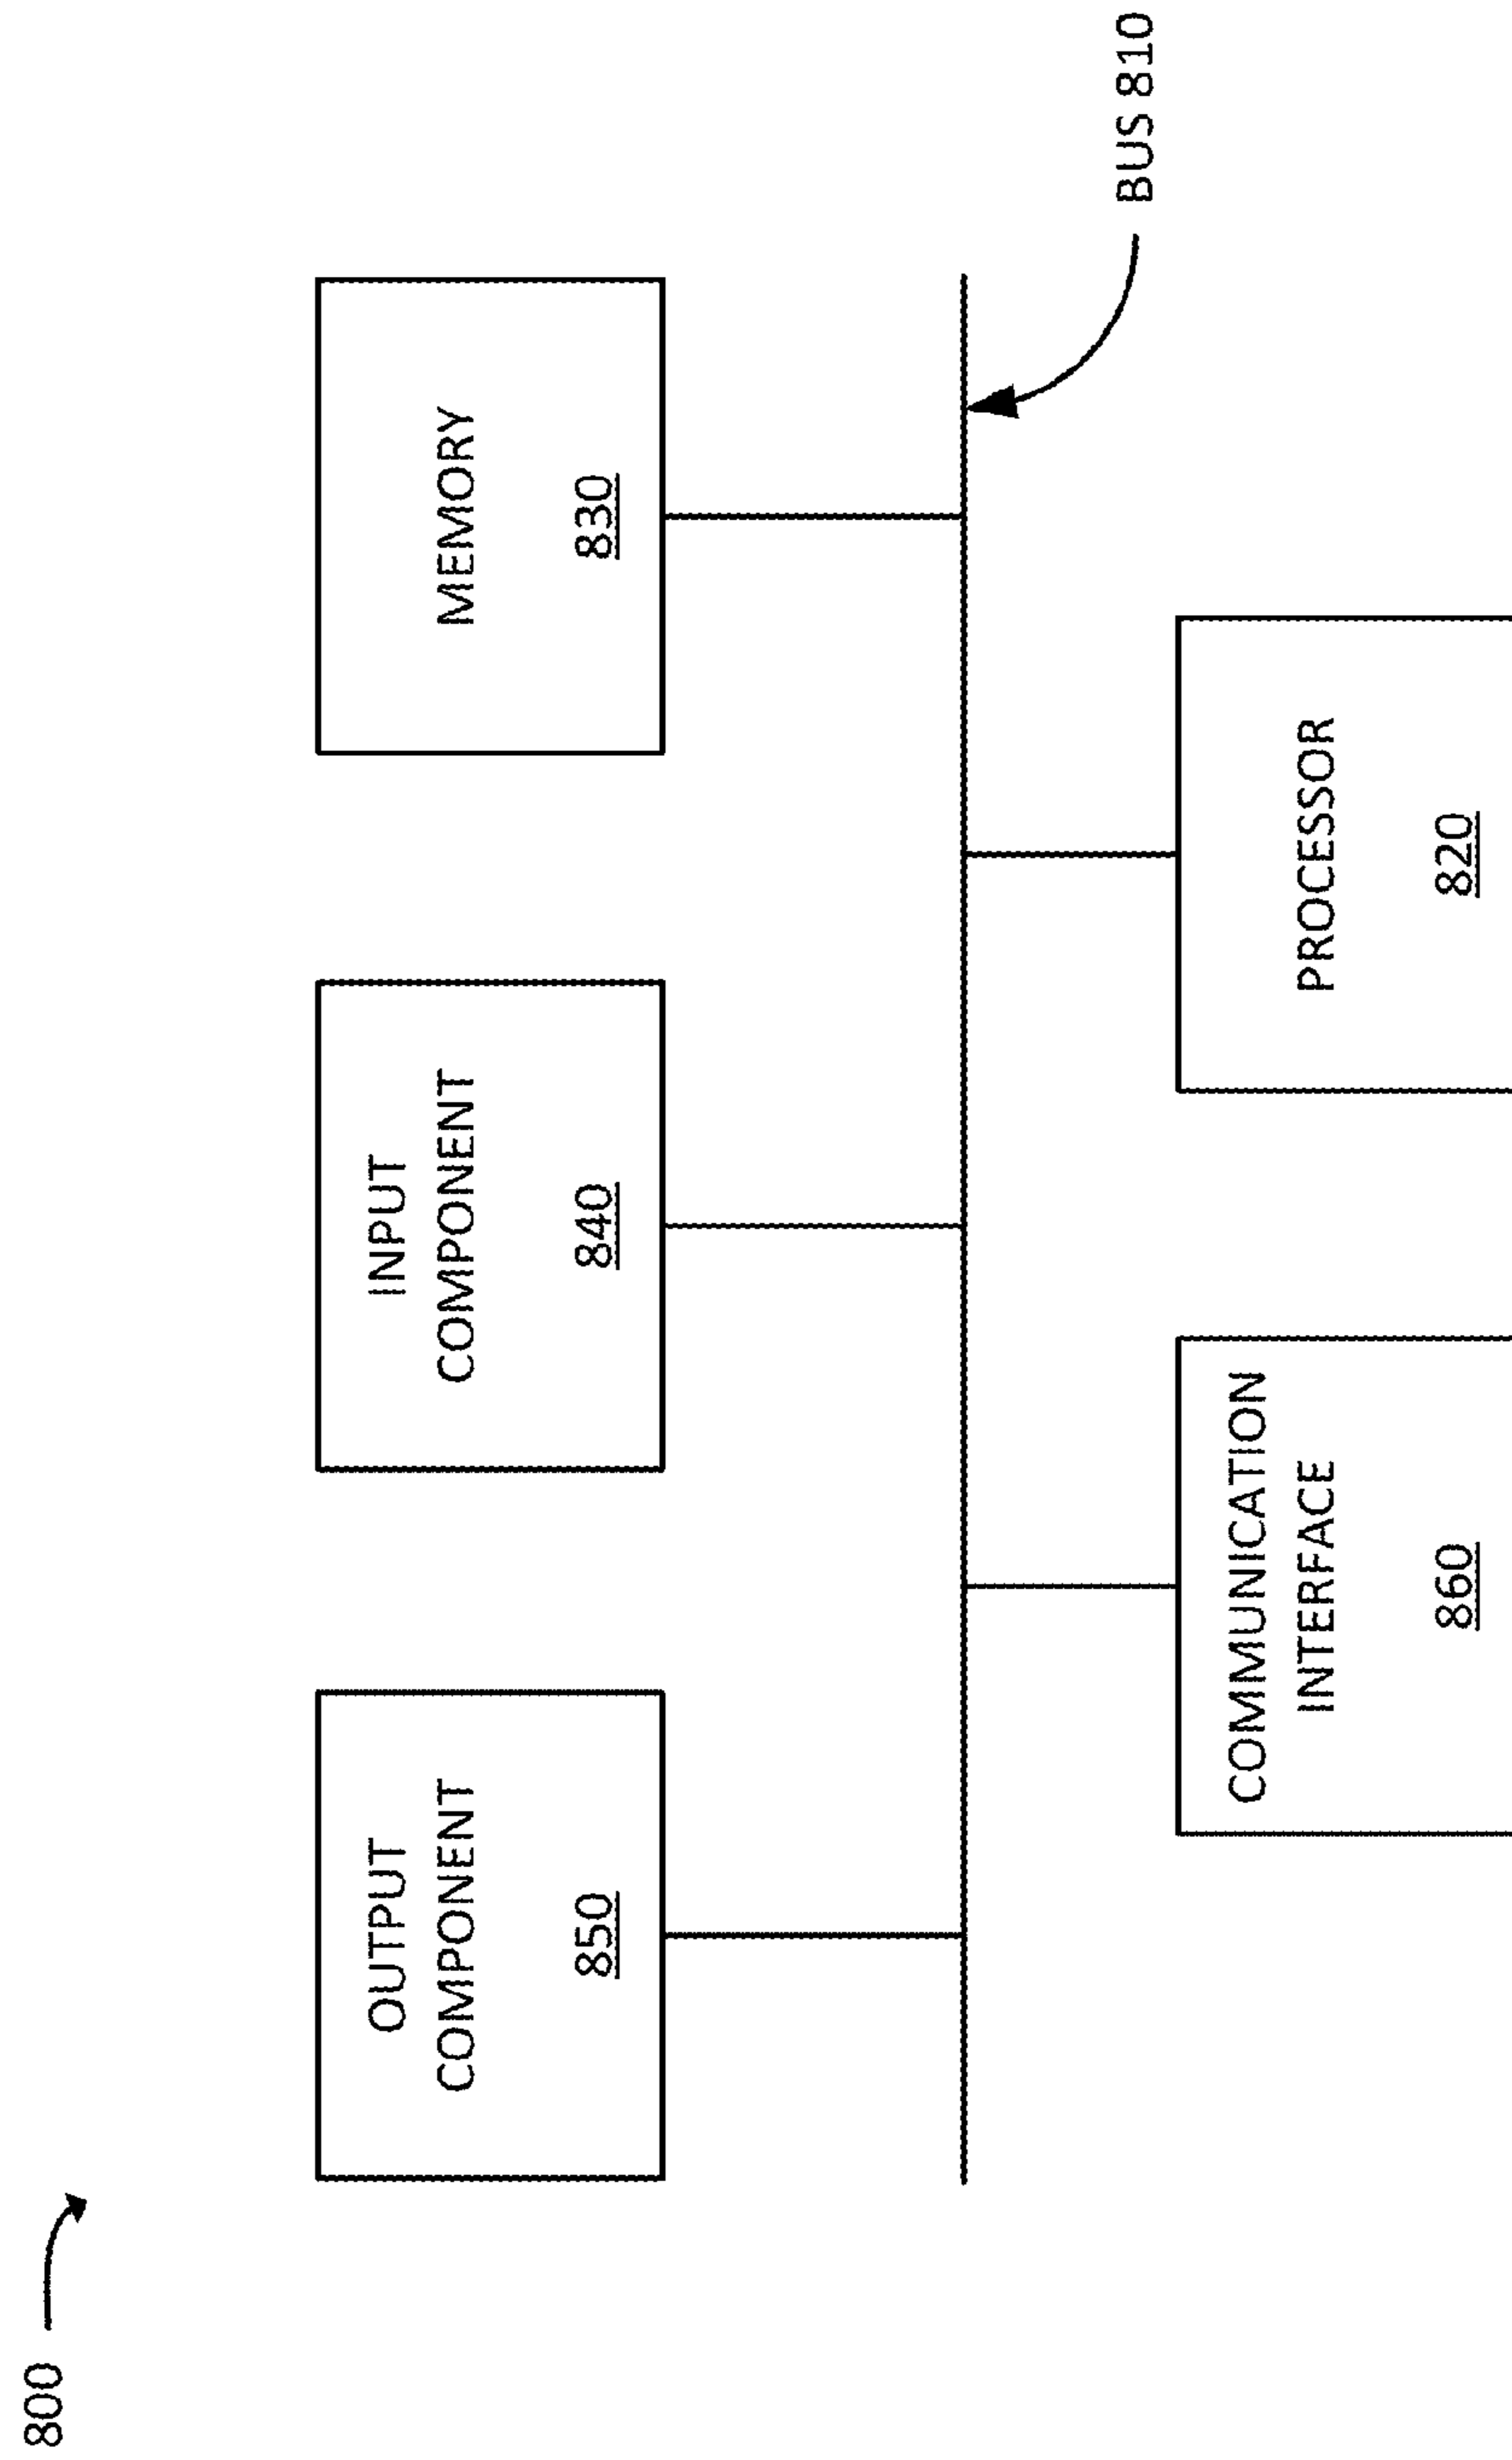 800
OUTPUT
COMPONENT
850
INPUT
COMPONENT
840
MEMORY
830
BUS 810
COMMUNICATION
INTERFACE
860
PROCESSOR
820